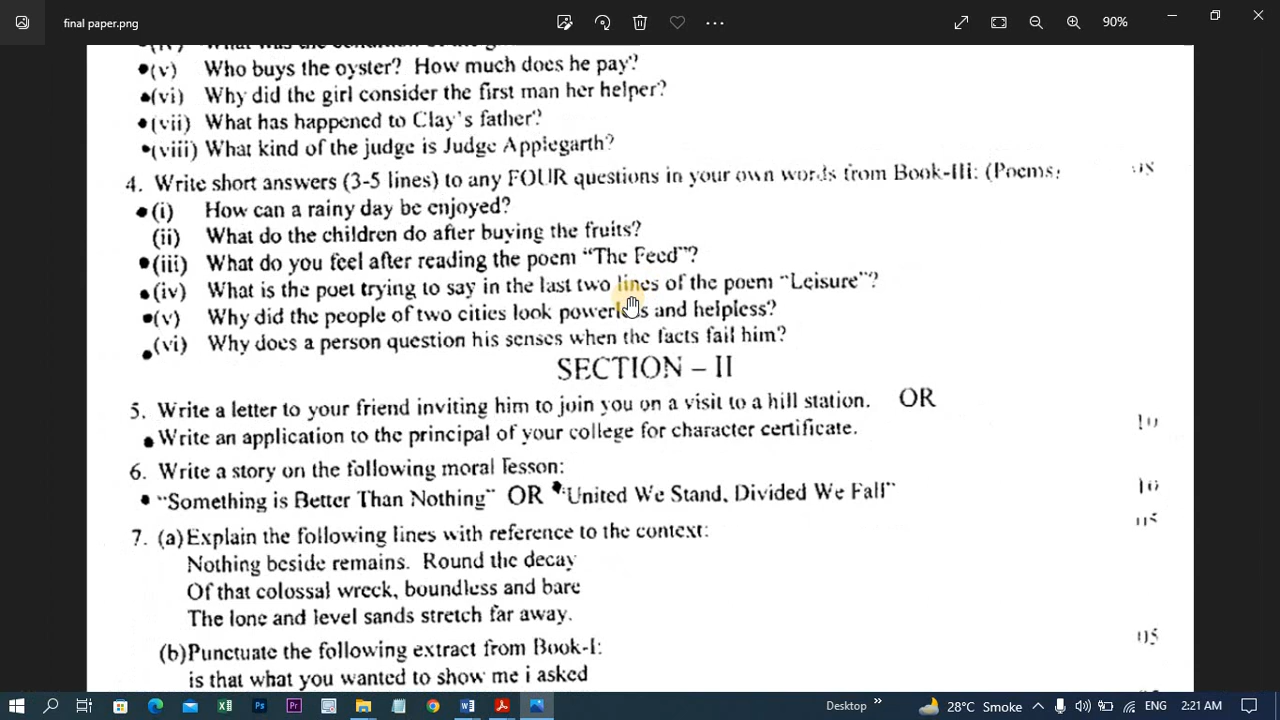 final paper.png
90%
(v) Who buys the oyster? How much does he pay?
(vi) Why did the girl consider the first man her helper?
(vii) What has happened to Clay's father?
(viii) What kind of the judge is Judge Applegarth?
4. Write short answers (3-5 lines) to any FOUR questions in your own words from Book-III: (Poems:
(i) How can a rainy day be enjoyed?
(ii) What do the children do after buying the fruits?
(iii) What do you feel after reading the poem "The Feed"?
(iv) What is the poet trying to say in the last two lines of the poem "Leisure"?
(v) Why did the people of two cities look powerless and helpless?
(vi) Why does a person question his senses when the facts fail him?
SECTION – II
5. Write a letter to your friend inviting him to join you on a visit to a hill station. OR
Write an application to the principal of your college for character certificate. 10
6. Write a story on the following moral lesson:
"Something is Better Than Nothing" OR "United We Stand, Divided We Fall" 10
7. (a) Explain the following lines with reference to the context: 05
Nothing beside remains. Round the decay
Of that colossal wreck, boundless and bare
The lone and level sands stretch far away.
(b) Punctuate the following extract from Book-I: 05
is that what you wanted to show me i asked
Desktop
28°C Smoke
ENG
2:21 AM